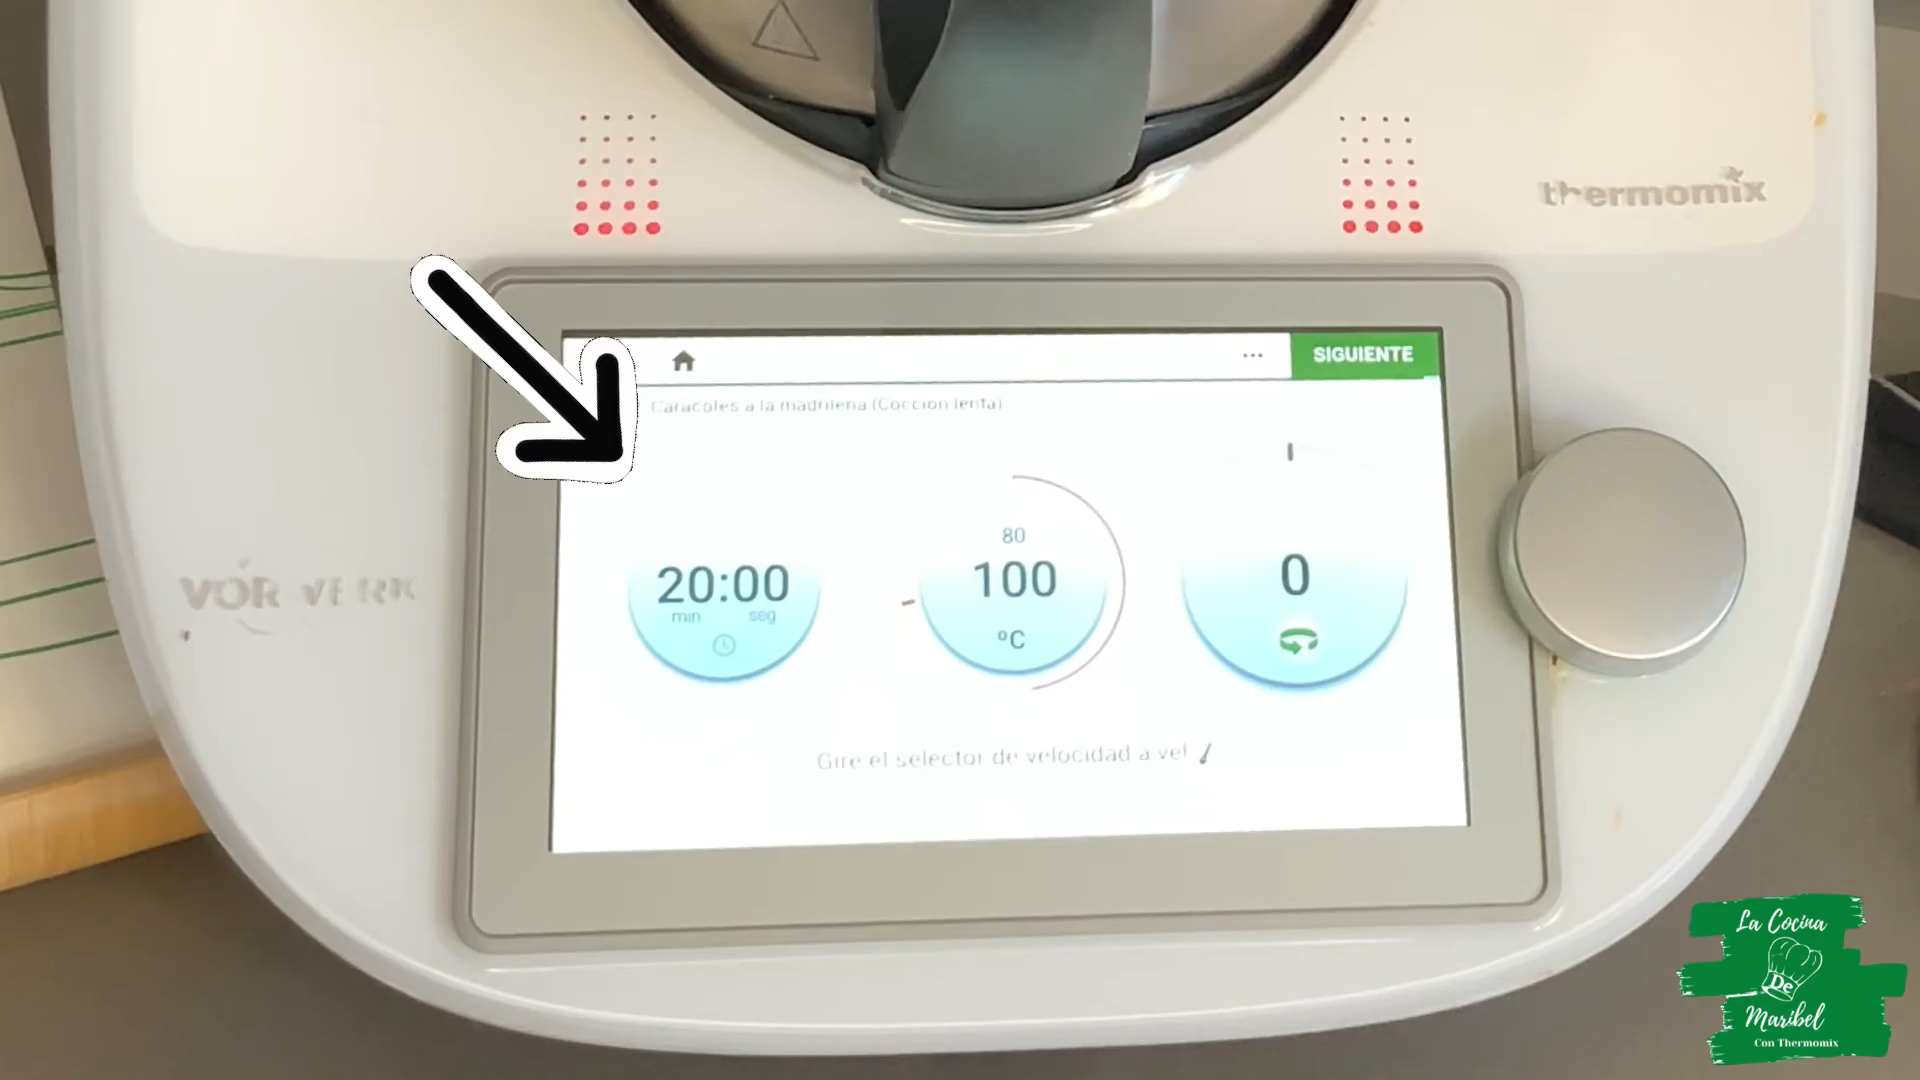 thermomix
SIGUIENTE
Caracoles a la madrileña (Cocción lenta)
80
20:00
100
0
min seg
ºC
VORWERK
Gire el selector de velocidad a vel
La Cocina
De
Maribel
Con Thermomix